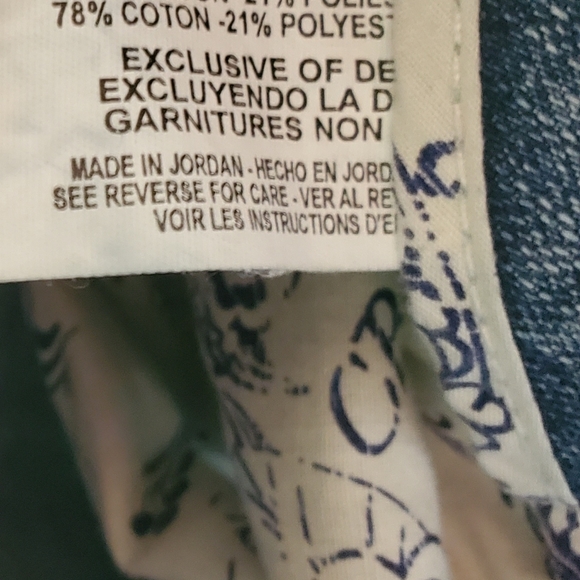 78% COTON -21% POLYES
EXCLUSIVE OF DE
EXCLUYENDO LA D
GARNITURES NON
MADE IN JORDAN - HECHO EN JORD
SEE REVERSE FOR CARE - VER AL RE
VOIR LES INSTRUCTIONS D'E